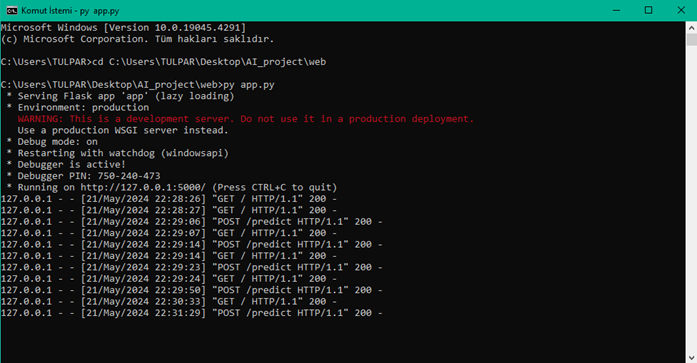 Komut İstemi - py app.py
Microsoft Windows [Version 10.0.19045.4291]
(c) Microsoft Corporation. Tüm hakları saklıdır.
C:\Users\TULPAR>cd C:\Users\TULPAR\Desktop\AI_project\web
C:\Users\TULPAR\Desktop\AI_project\web>py app.py
* Serving Flask app 'app' (lazy loading)
* Environment: production
WARNING: This is a development server. Do not use it in a production deployment.
Use a production WSGI server instead.
* Debug mode: on
* Restarting with watchdog (windowsapi)
* Debugger is active!
* Debugger PIN: 750-240-473
* Running on http://127.0.0.1:5000/ (Press CTRL+C to quit)
127.0.0.1 - - [21/May/2024 22:28:26] "GET / HTTP/1.1" 200 -
127.0.0.1 - - [21/May/2024 22:28:27] "GET / HTTP/1.1" 200 -
127.0.0.1 - - [21/May/2024 22:29:06] "POST /predict HTTP/1.1" 200 -
127.0.0.1 - - [21/May/2024 22:29:07] "GET / HTTP/1.1" 200 -
127.0.0.1 - - [21/May/2024 22:29:14] "POST /predict HTTP/1.1" 200 -
127.0.0.1 - - [21/May/2024 22:29:14] "GET / HTTP/1.1" 200 -
127.0.0.1 - - [21/May/2024 22:29:23] "POST /predict HTTP/1.1" 200 -
127.0.0.1 - - [21/May/2024 22:29:24] "GET / HTTP/1.1" 200 -
127.0.0.1 - - [21/May/2024 22:29:50] "POST /predict HTTP/1.1" 200 -
127.0.0.1 - - [21/May/2024 22:30:33] "GET / HTTP/1.1" 200 -
127.0.0.1 - - [21/May/2024 22:31:29] "POST /predict HTTP/1.1" 200 -